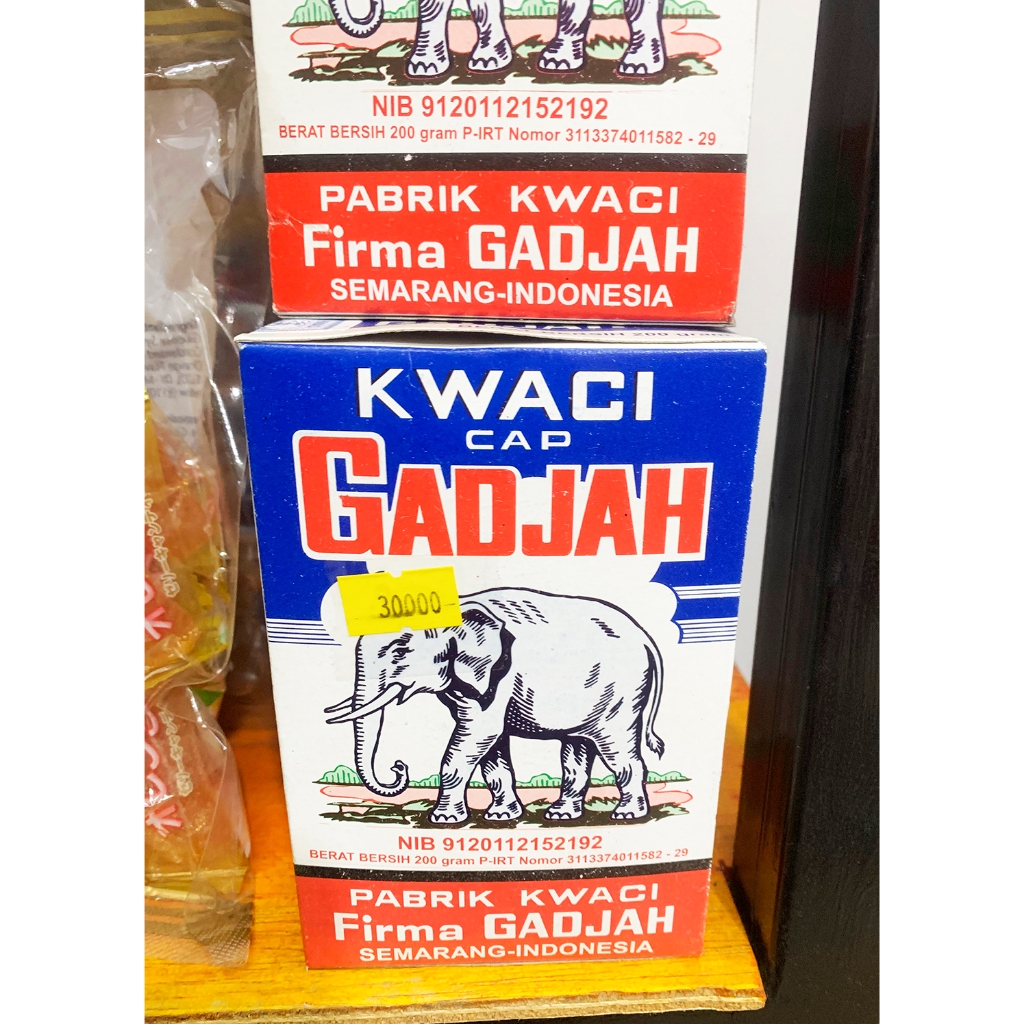 NIB 9120112152192
BERAT BERSIH 200 gram P-IRT Nomor 3113374011582 - 29
PABRIK KWACI
Firma GADJAH
SEMARANG-INDONESIA
KWACI
CAP
GADJAH
30000
NIB 9120112152192
BERAT BERSIH 200 gram P-IRT Nomor 3113374011582 - 29
PABRIK KWACI
Firma GADJAH
SEMARANG-INDONESIA